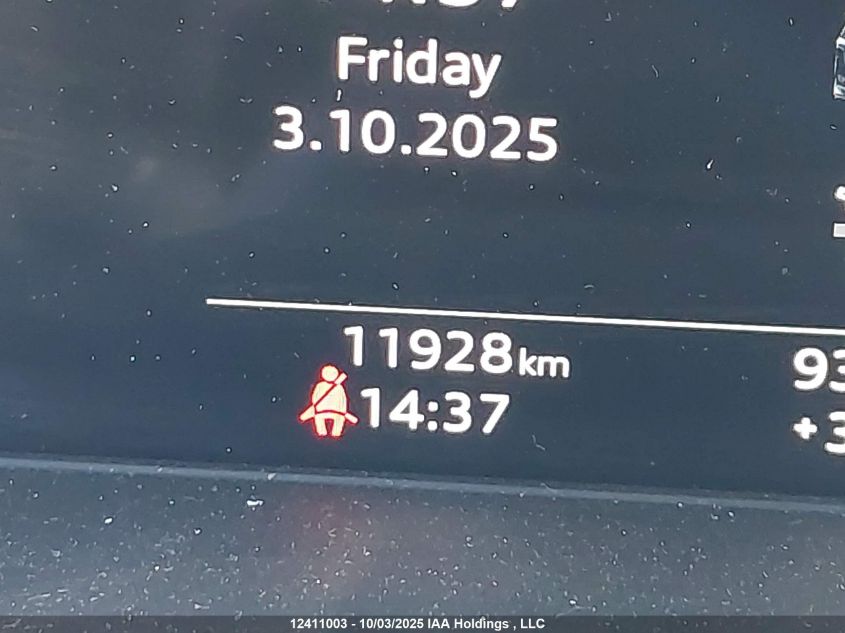 Friday
3.10.2025
11928km
14:37
12411003 - 10/03/2025 IAA Holdings , LLC